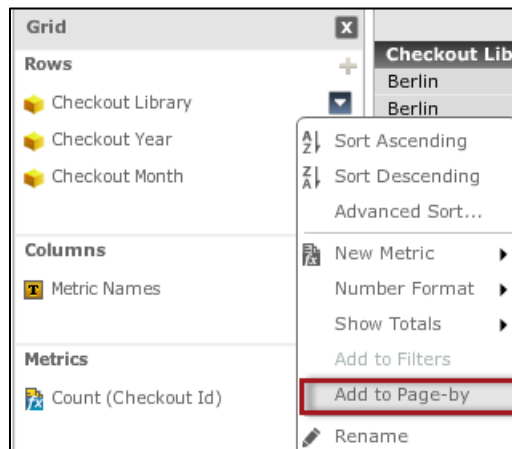 Grid
Rows
Checkout Library
Checkout Year
Checkout Month
Columns
Metric Names
Metrics
Count (Checkout Id)
Checkout Lib
Berlin
Berlin
Sort Ascending
Sort Descending
Advanced Sort...
New Metric
Number Format
Show Totals
Add to Filters
Add to Page-by
Rename